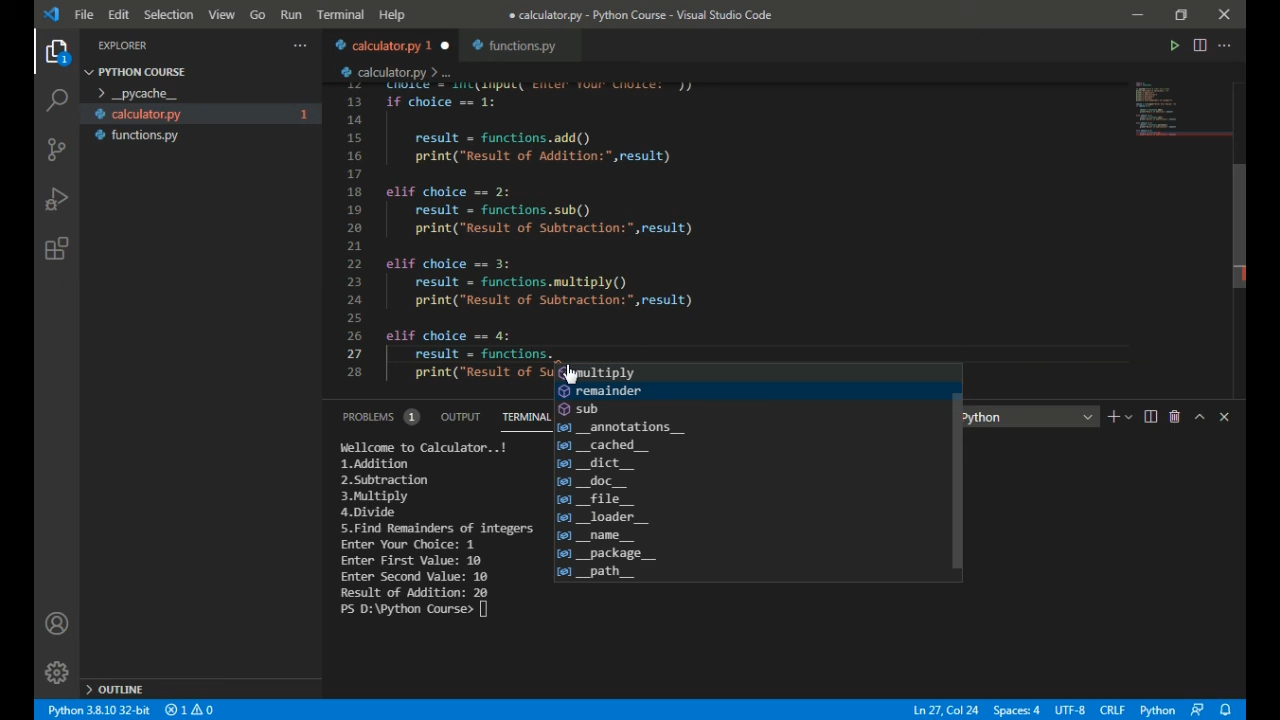 File Edit Selection View Go Run Terminal Help ● calculator.py - Python Course - Visual Studio Code
EXPLORER ··· calculator.py 1 ● functions.py
PYTHON COURSE calculator.py > ...
> __pycache__
calculator.py 1
functions.py
12 choice = int(input("Enter Your Choice: "))
13 if choice == 1:
14
15 result = functions.add()
16 print("Result of Addition:",result)
17
18 elif choice == 2:
19 result = functions.sub()
20 print("Result of Subtraction:",result)
21
22 elif choice == 3:
23 result = functions.multiply()
24 print("Result of Subtraction:",result)
25
26 elif choice == 4:
27 result = functions.
28 print("Result of Su
multiply
remainder
sub
__annotations__
__cached__
__dict__
__doc__
__file__
__loader__
__name__
__package__
__path__
PROBLEMS 1 OUTPUT TERMINAL Python
Wellcome to Calculator..!
1.Addition
2.Subtraction
3.Multiply
4.Divide
5.Find Remainders of integers
Enter Your Choice: 1
Enter First Value: 10
Enter Second Value: 10
Result of Addition: 20
PS D:\Python Course>
1
> OUTLINE
Python 3.8.10 32-bit 1 0 Ln 27, Col 24 Spaces: 4 UTF-8 CRLF Python